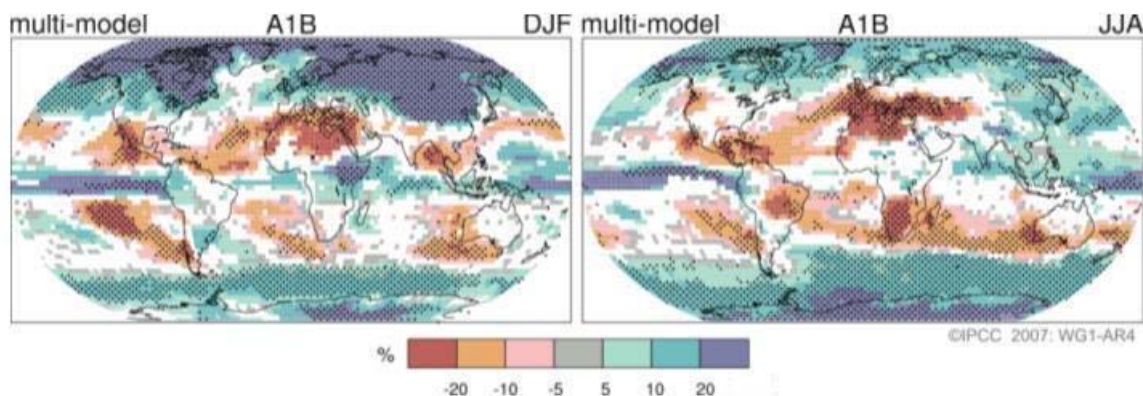 multi-model A1B DJF
multi-model A1B JJA
©IPCC 2007: WG1-AR4
%
-20 -10 -5 5 10 20